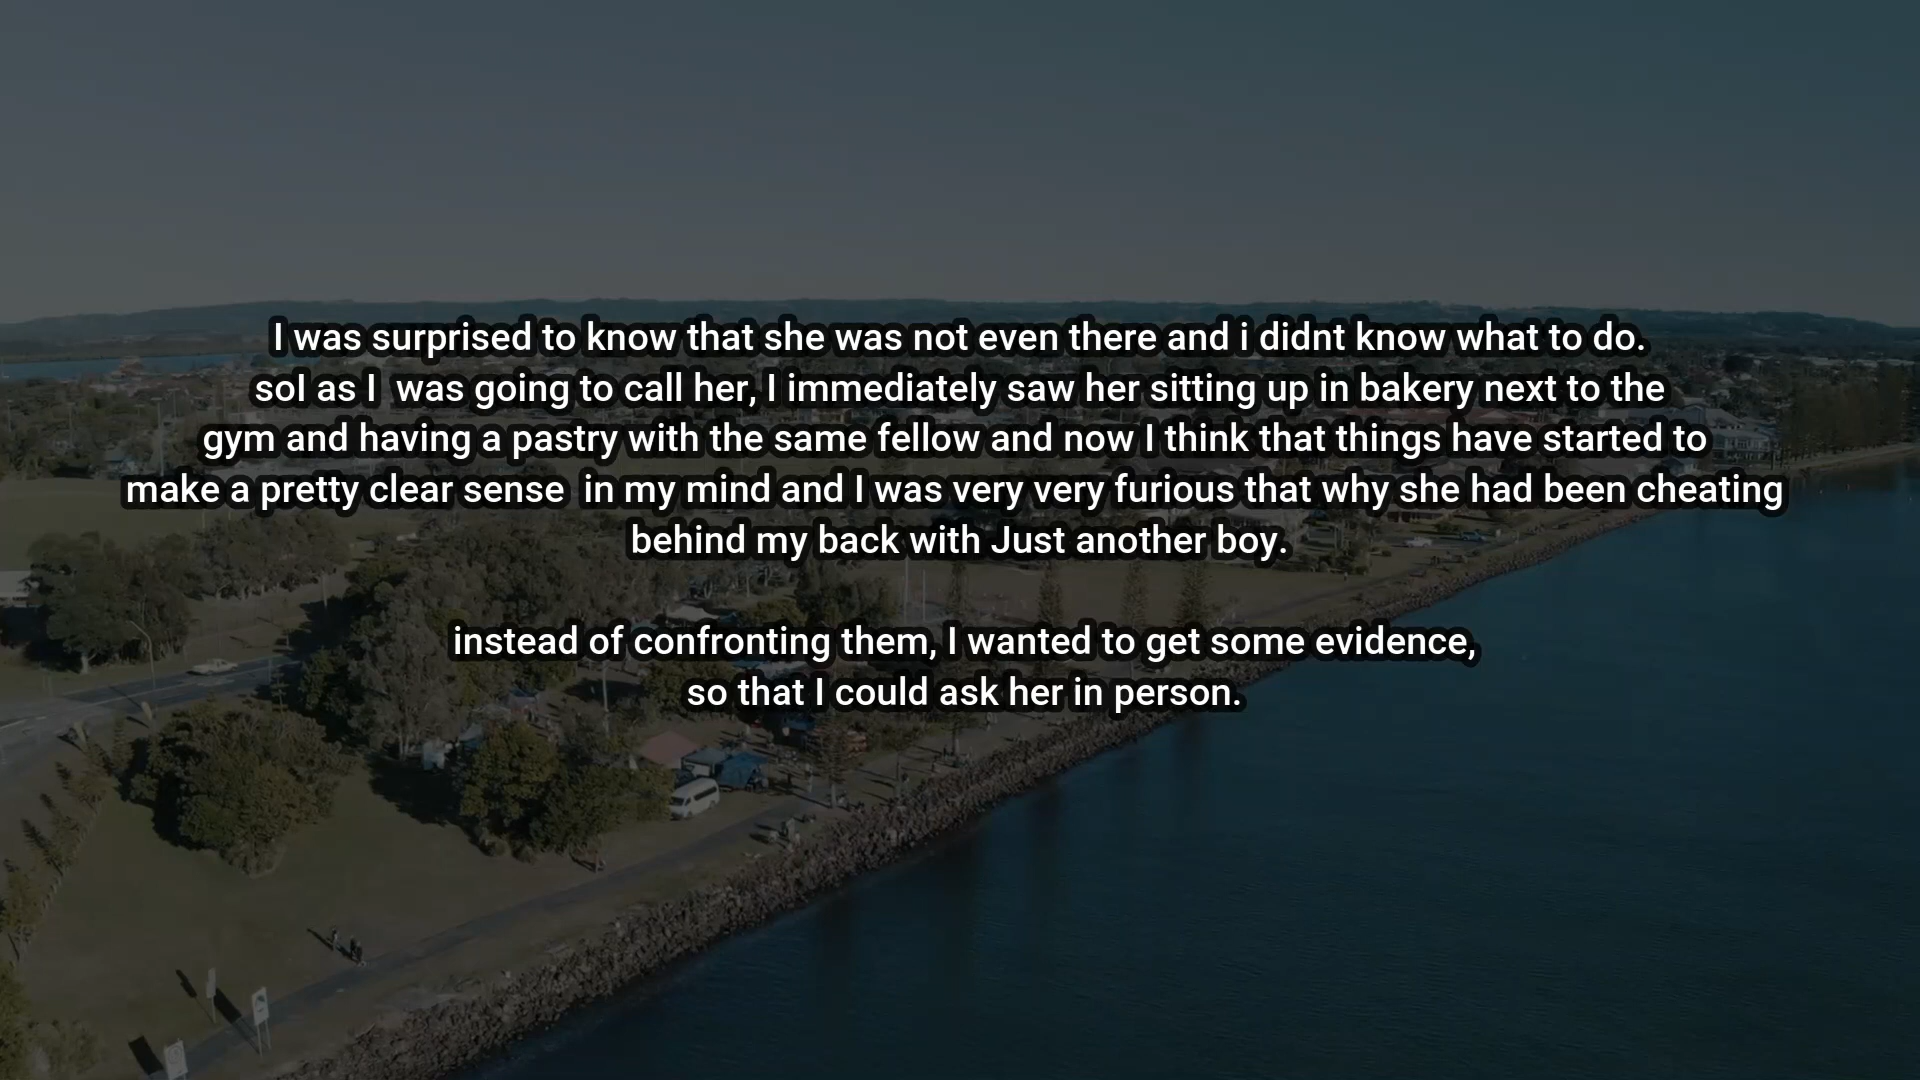 I was surprised to know that she was not even there and i didnt know what to do.
soI as I  was going to call her, I immediately saw her sitting up in bakery next to the
gym and having a pastry with the same fellow and now I think that things have started to
make a pretty clear sense  in my mind and I was very very furious that why she had been cheating
behind my back with Just another boy.
instead of confronting them, I wanted to get some evidence,
so that I could ask her in person.